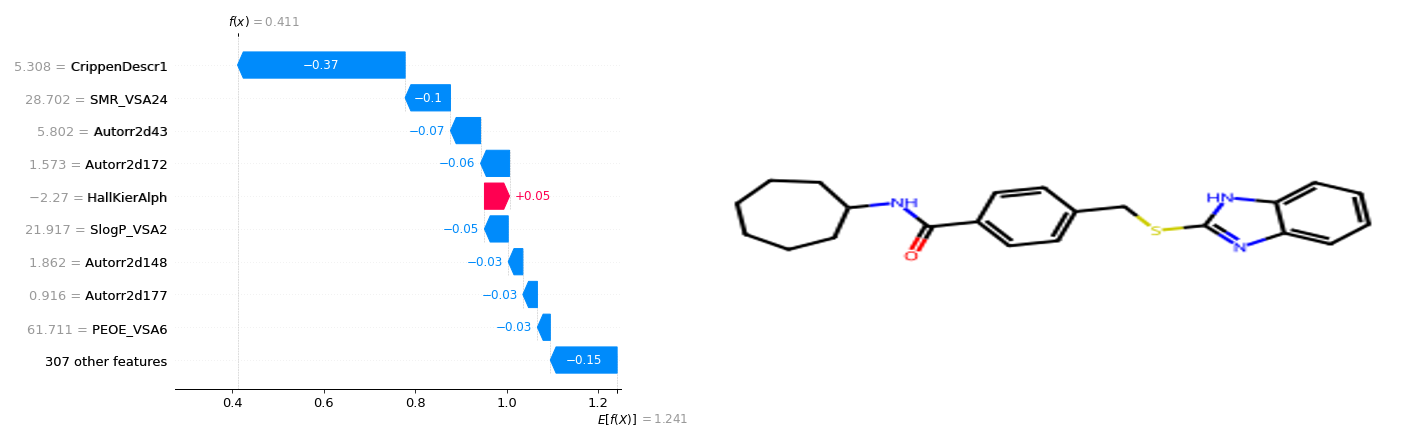 f(x) = 0.411
5.308 = CrippenDescr1
−0.37
28.702 = SMR_VSA24
−0.1
5.802 = Autorr2d43
−0.07
1.573 = Autorr2d172
−0.06
−2.27 = HallKierAlph
+0.05
21.917 = SlogP_VSA2
−0.05
1.862 = Autorr2d148
−0.03
0.916 = Autorr2d177
−0.03
61.711 = PEOE_VSA6
−0.03
307 other features
−0.15
0.4 0.6 0.8 1.0 1.2
E[f(X)] = 1.241
NH
O
S
HN
N